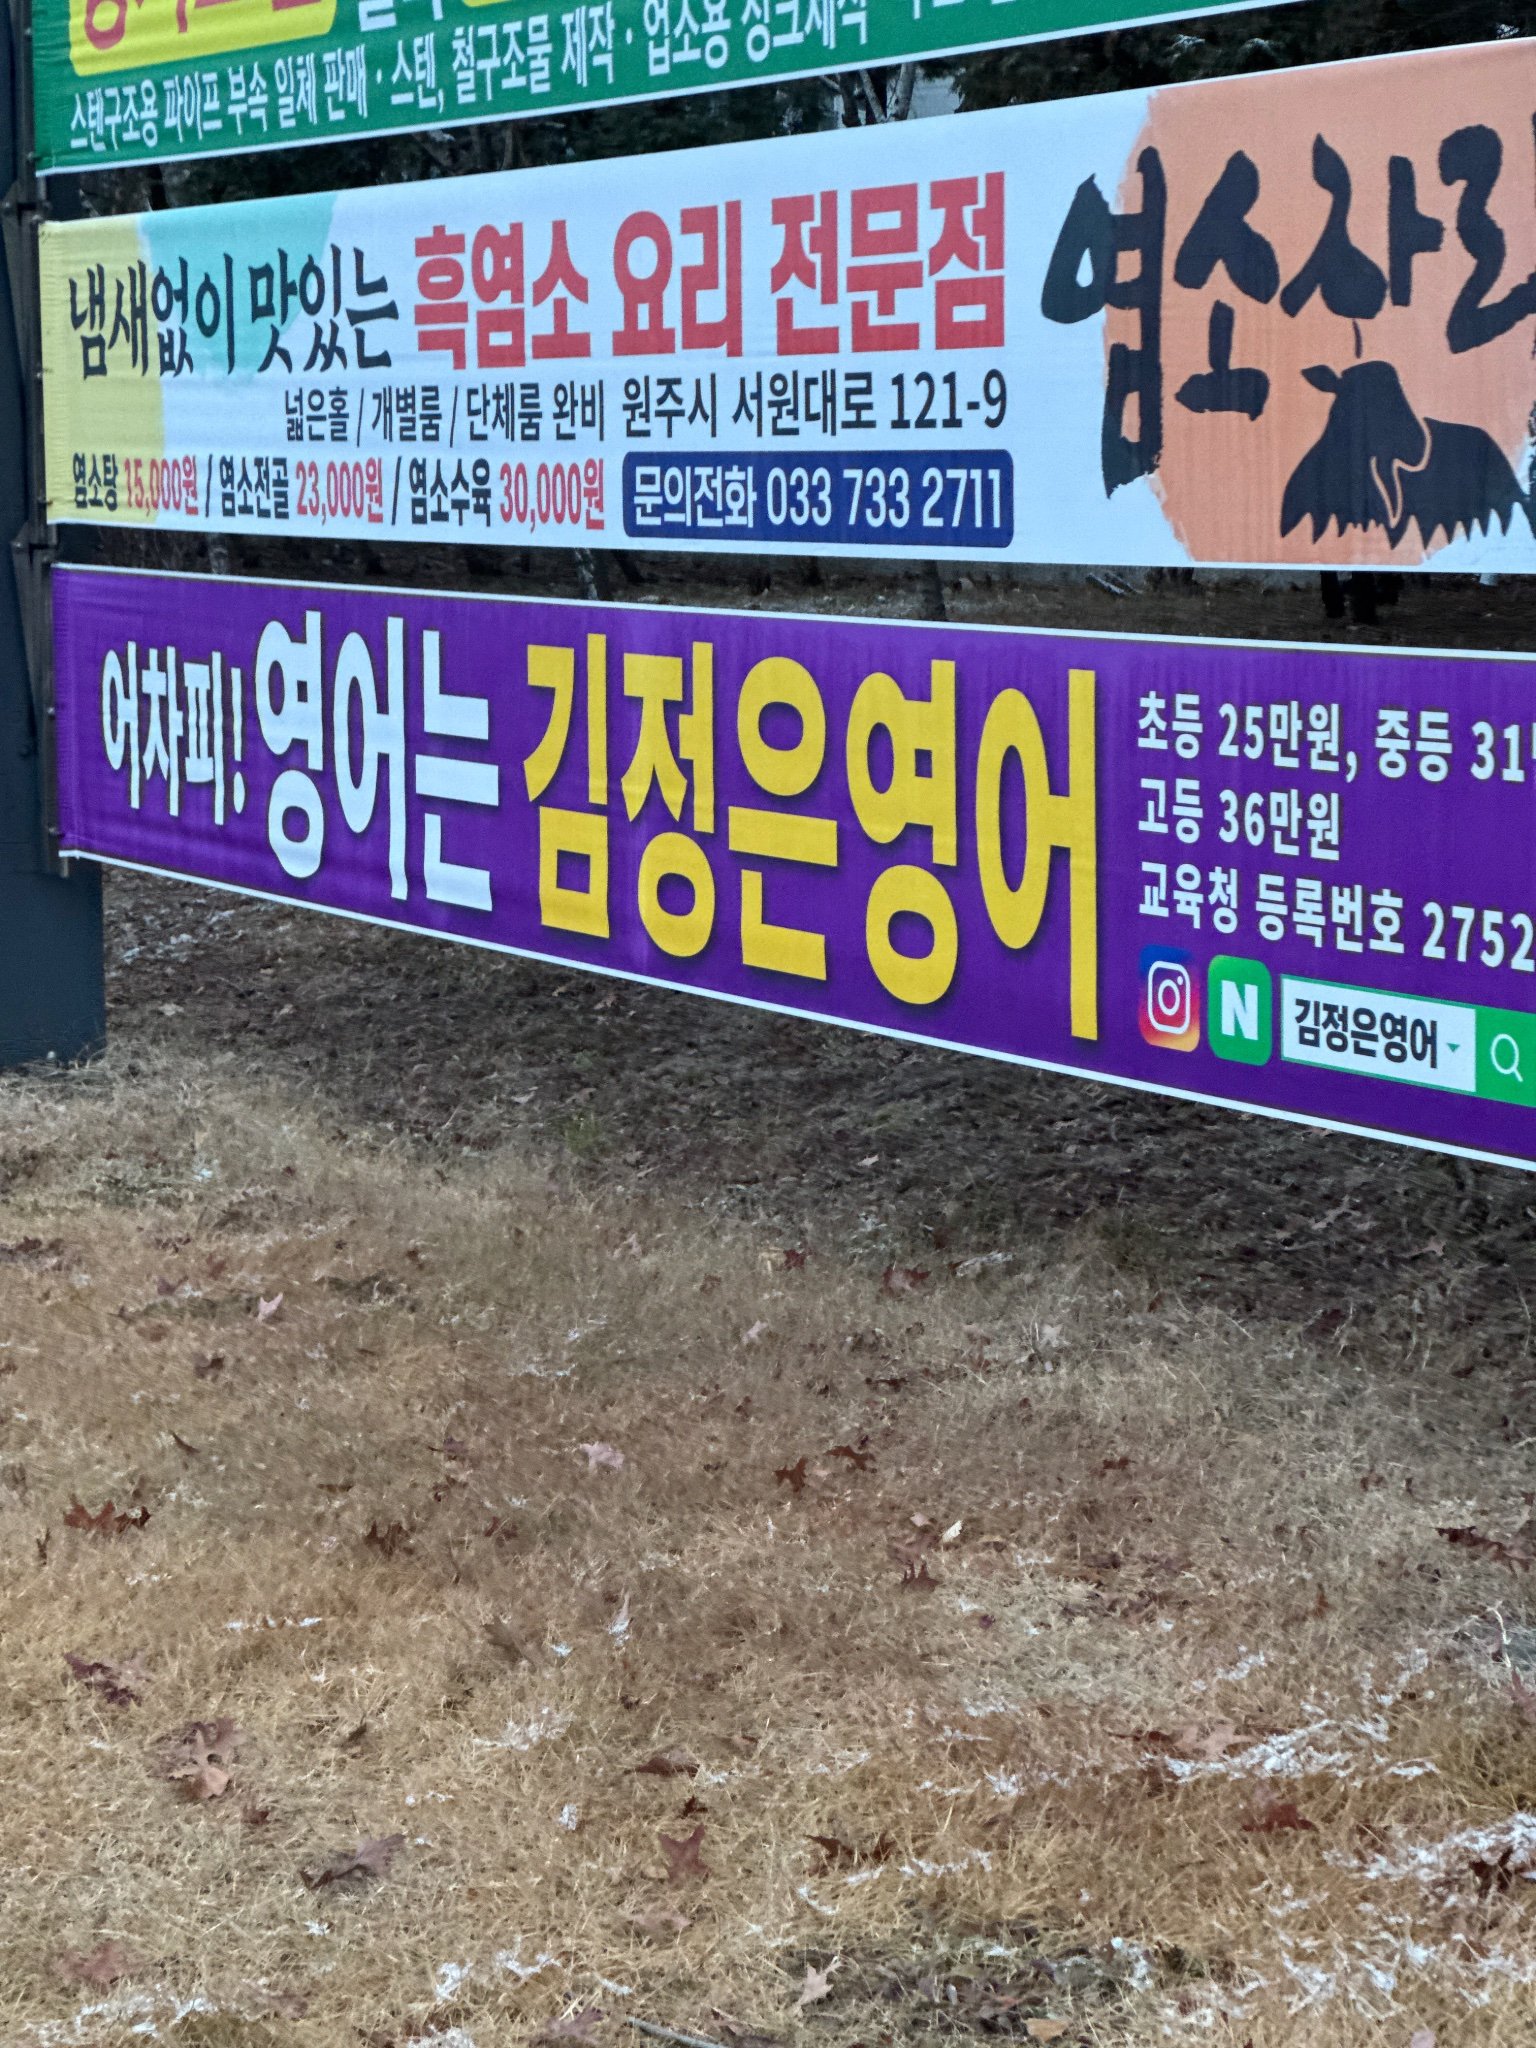 스텐구조용 파이프 부속 일체 판매 · 스텐, 철구조물 제작 · 업소용 싱크제작
냄새없이 맛있는 흑염소 요리 전문점
넓은홀 / 개별룸 / 단체룸 완비 원주시 서원대로 121-9
염소탕 15,000원 / 염소전골 23,000원 / 염소수육 30,000원
문의전화 033 733 2711
염소사
어차피! 영어는 김정은영어
초등 25만원, 중등 31
고등 36만원
교육청 등록번호 2752
N 김정은영어